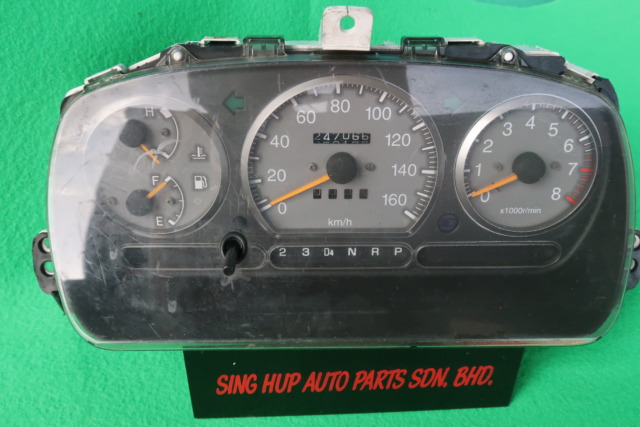 H
F
E
0 20 40 60 80 100 120 140 160
247066
km/h
0 1 2 3 4 5 6 7 8
x1000r/min
2 3 D4 N R P
SING HUP AUTO PARTS SDN. BHD.